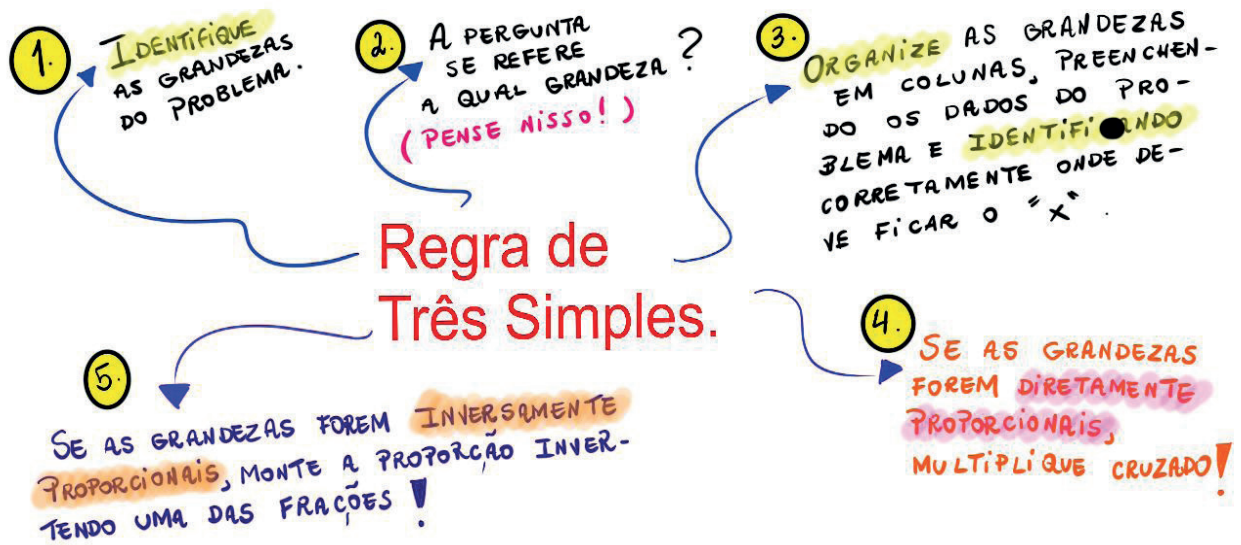 1.
IDENTIFIQUE
AS GRANDEZAS
DO PROBLEMA.
2.
A PERGUNTA
SE REFERE
A QUAL GRANDEZA?
(PENSE NISSO!)
3.
ORGANIZE AS GRANDEZAS
EM COLUNAS, PREENCHEN-
DO OS DADOS DO PRO-
BLEMA E
CORRETAMENTE ONDE DE-
VE FICAR O "X".
Regra de
Três Simples.
4.
SE AS GRANDEZAS
FOREM DIRETAMENTE
PROPORCIONAIS,
MULTIPLIQUE CRUZADO!
5.
SE AS GRANDEZAS FOREM INVERSAMENTE
PROPORCIONAIS, MONTE A PROPORÇÃO INVER-
TENDO UMA DAS FRAÇÕES!